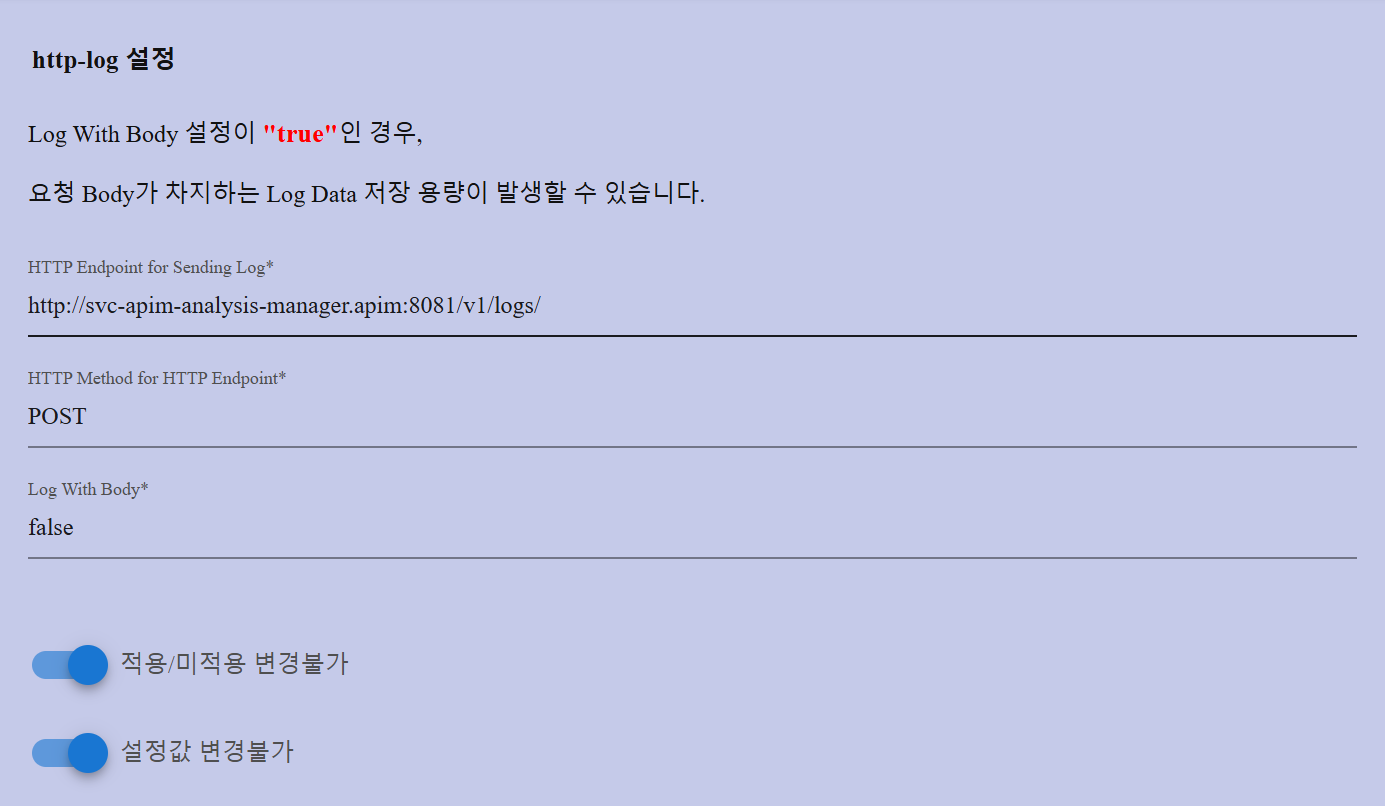 http-log 설정
Log With Body 설정이 "true"인 경우,
요청 Body가 차지하는 Log Data 저장 용량이 발생할 수 있습니다.
HTTP Endpoint for Sending Log*
http://svc-apim-analysis-manager.apim:8081/v1/logs/
HTTP Method for HTTP Endpoint*
POST
Log With Body*
false
적용/미적용 변경불가
설정값 변경불가